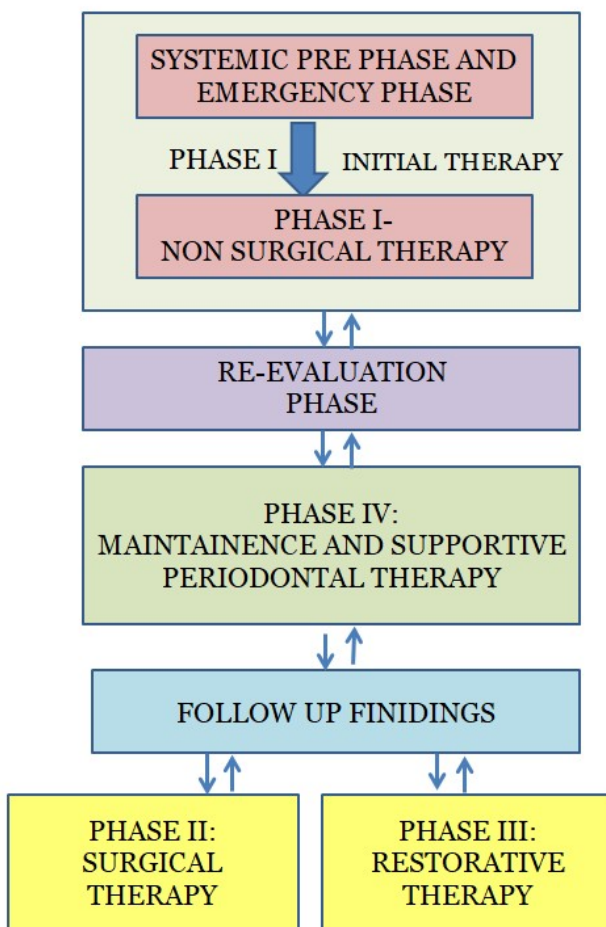 SYSTEMIC PRE PHASE AND
EMERGENCY PHASE
PHASE I
INITIAL THERAPY
PHASE I-
NON SURGICAL THERAPY
RE-EVALUATION
PHASE
PHASE IV:
MAINTAINENCE AND SUPPORTIVE
PERIODONTAL THERAPY
FOLLOW UP FINIDINGS
PHASE II:
SURGICAL
THERAPY
PHASE III:
RESTORATIVE
THERAPY